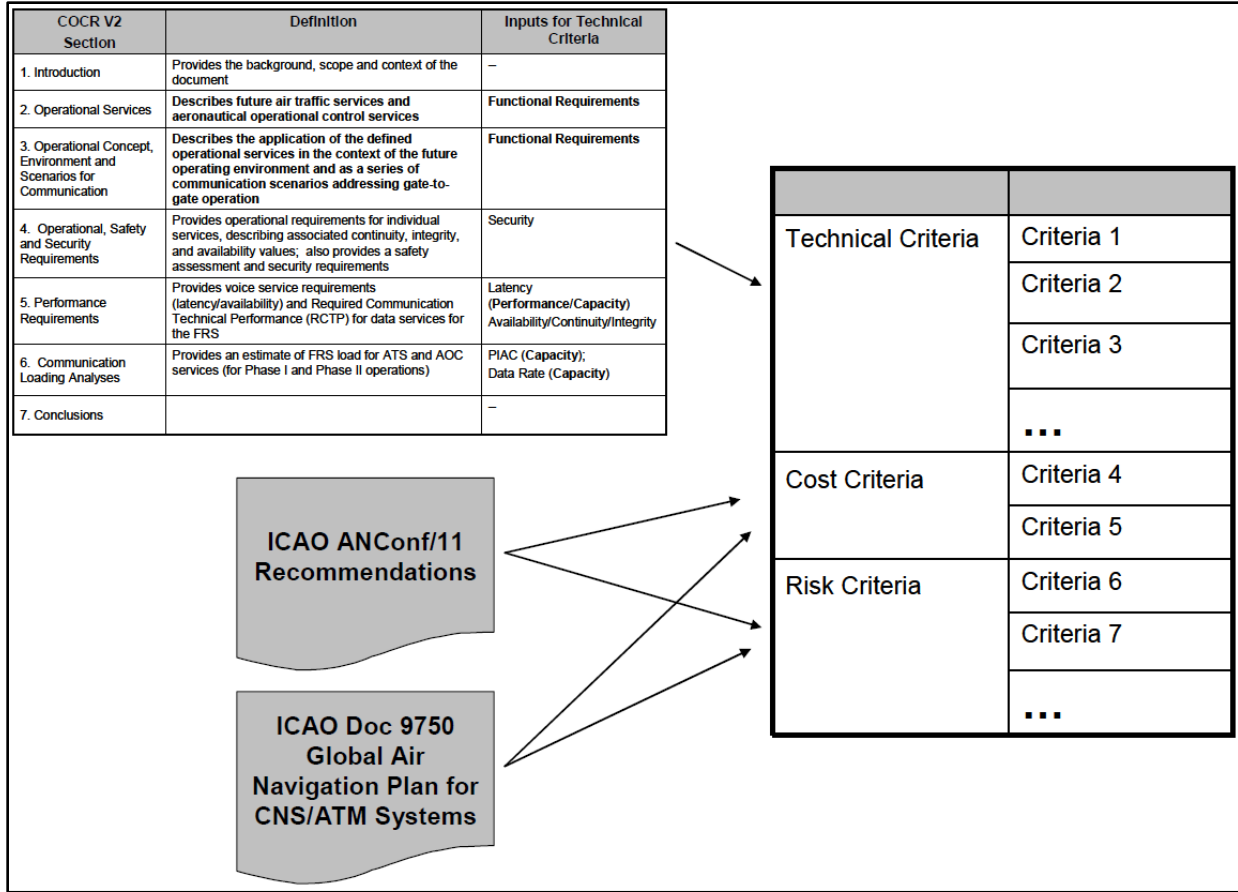 COCR V2
Section
Definition
Inputs for Technical
Criteria
1. Introduction
Provides the background, scope and context of the
document
–
2. Operational Services
Describes future air traffic services and
aeronautical operational control services
Functional Requirements
3. Operational Concept,
Environment and
Scenarios for
Communication
Describes the application of the defined
operational services in the context of the future
operating environment and as a series of
communication scenarios addressing gate-to-
gate operation
Functional Requirements
4. Operational, Safety
and Security
Requirements
Provides operational requirements for individual
services, describing associated continuity, integrity,
and availability values; also provides a safety
assessment and security requirements
Security
5. Performance
Requirements
Provides voice service requirements
(latency/availability) and Required Communication
Technical Performance (RCTP) for data services for
the FRS
Latency
(Performance/Capacity)
Availability/Continuity/Integrity
6. Communication
Loading Analyses
Provides an estimate of FRS load for ATS and AOC
services (for Phase I and Phase II operations)
PIAC (Capacity);
Data Rate (Capacity)
7. Conclusions
–
Technical Criteria
Criteria 1
Criteria 2
Criteria 3
...
Cost Criteria
Criteria 4
Criteria 5
Risk Criteria
Criteria 6
Criteria 7
...
ICAO ANConf/11
Recommendations
ICAO Doc 9750
Global Air
Navigation Plan for
CNS/ATM Systems